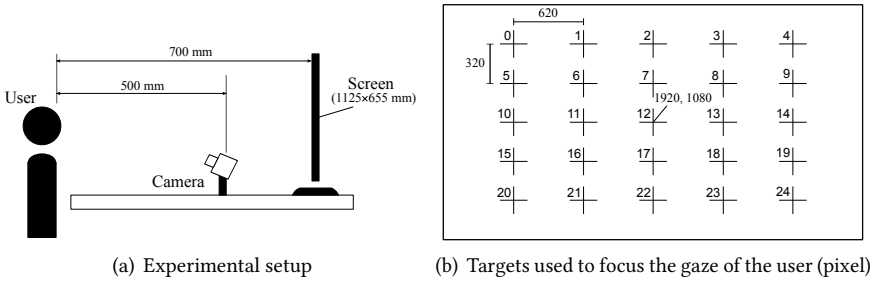 700 mm
500 mm
User
Screen
(1125×655 mm)
Camera
(a) Experimental setup
620
320
0 1 2 3 4
5 6 7 8 9
1920, 1080
10 11 12 13 14
15 16 17 18 19
20 21 22 23 24
(b) Targets used to focus the gaze of the user (pixel)